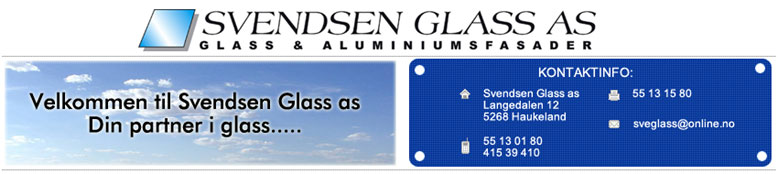 SVENDSEN GLASS AS
GLASS & ALUMINIUMSFASADER
Velkommen til Svendsen Glass as
Din partner i glass.....
KONTAKTINFO:
Svendsen Glass as
Langedalen 12
5268 Haukeland
55 13 01 80
415 39 410
55 13 15 80
sveglass@online.no